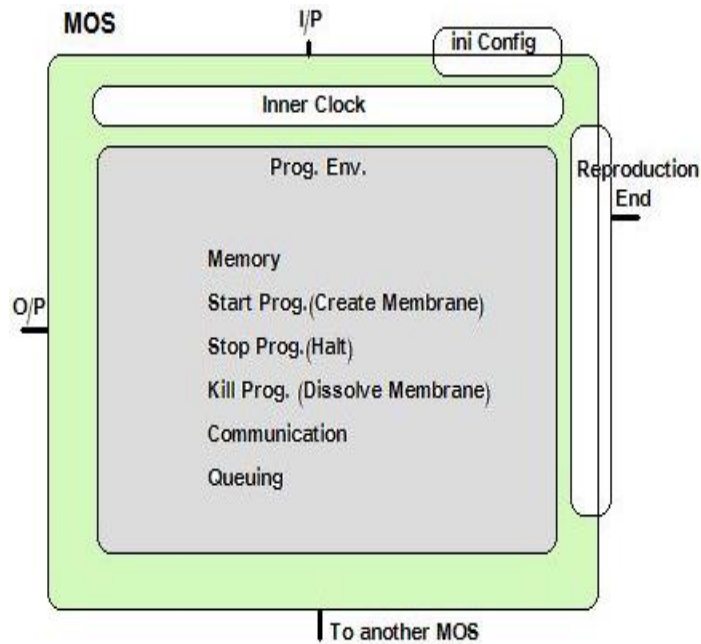 MOS
I/P
ini Config
Inner Clock
Prog. Env.
Reproduction
End
Memory
Start Prog.(Create Membrane)
O/P
Stop Prog.(Halt)
Kill Prog. (Dissolve Membrane)
Communication
Queuing
To another MOS